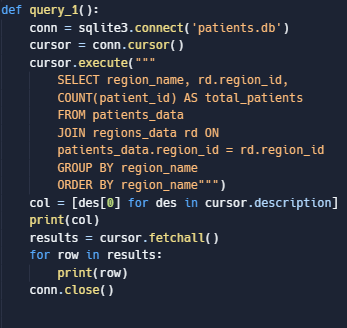 def query_1():
    conn = sqlite3.connect('patients.db')
    cursor = conn.cursor()
    cursor.execute("""
        SELECT region_name, rd.region_id,
        COUNT(patient_id) AS total_patients
        FROM patients_data
        JOIN regions_data rd ON
        patients_data.region_id = rd.region_id
        GROUP BY region_name
        ORDER BY region_name""")
    col = [des[0] for des in cursor.description]
    print(col)
    results = cursor.fetchall()
    for row in results:
        print(row)
    conn.close()